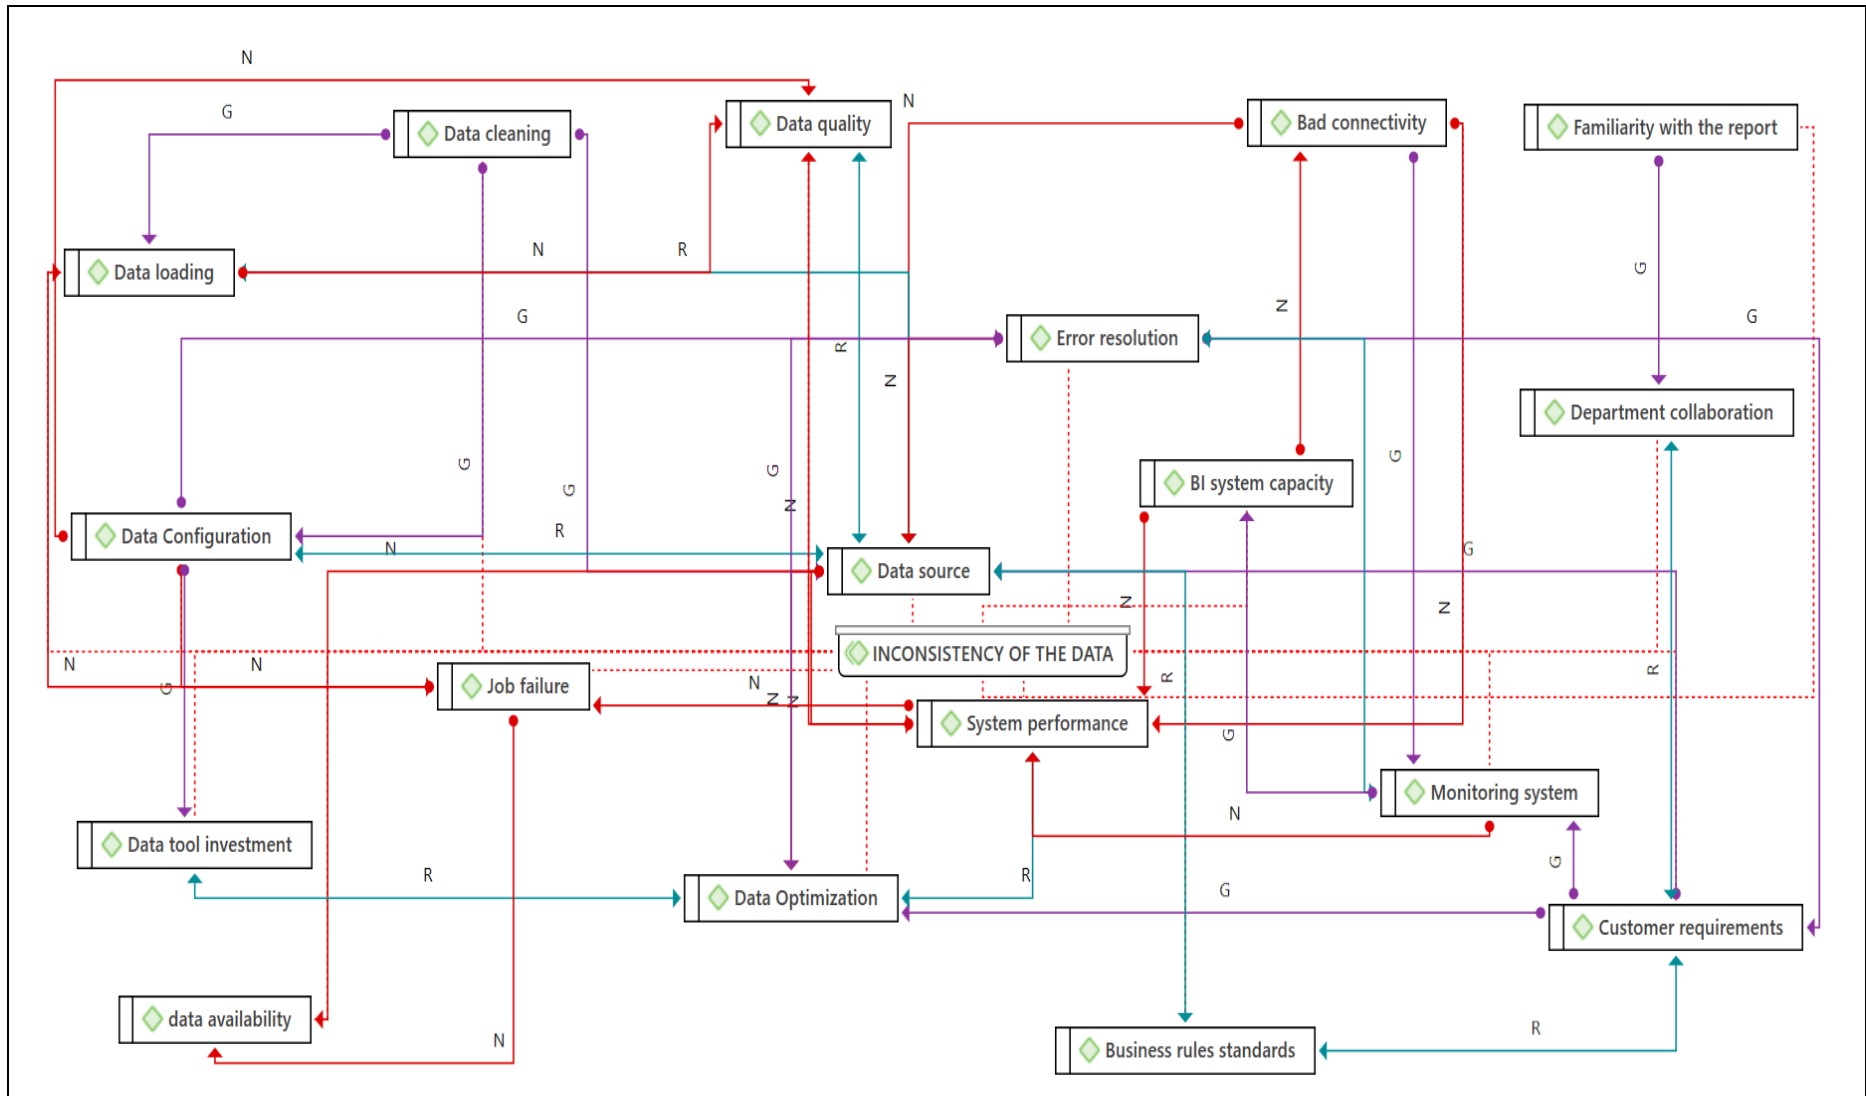 N
G
Data cleaning
Data quality
N
Bad connectivity
Familiarity with the report
Data loading
N
R
G
N
G
G
Error resolution
R
N
Department collaboration
G
G
G
N
G
BI system capacity
Data Configuration
N
R
Data source
G
N
N
INCONSISTENCY OF THE DATA
N
N
G
Job failure
N
N
N
R
R
System performance
G
Monitoring system
N
Data tool investment
G
R
Data Optimization
R
G
Customer requirements
data availability
N
Business rules standards
R